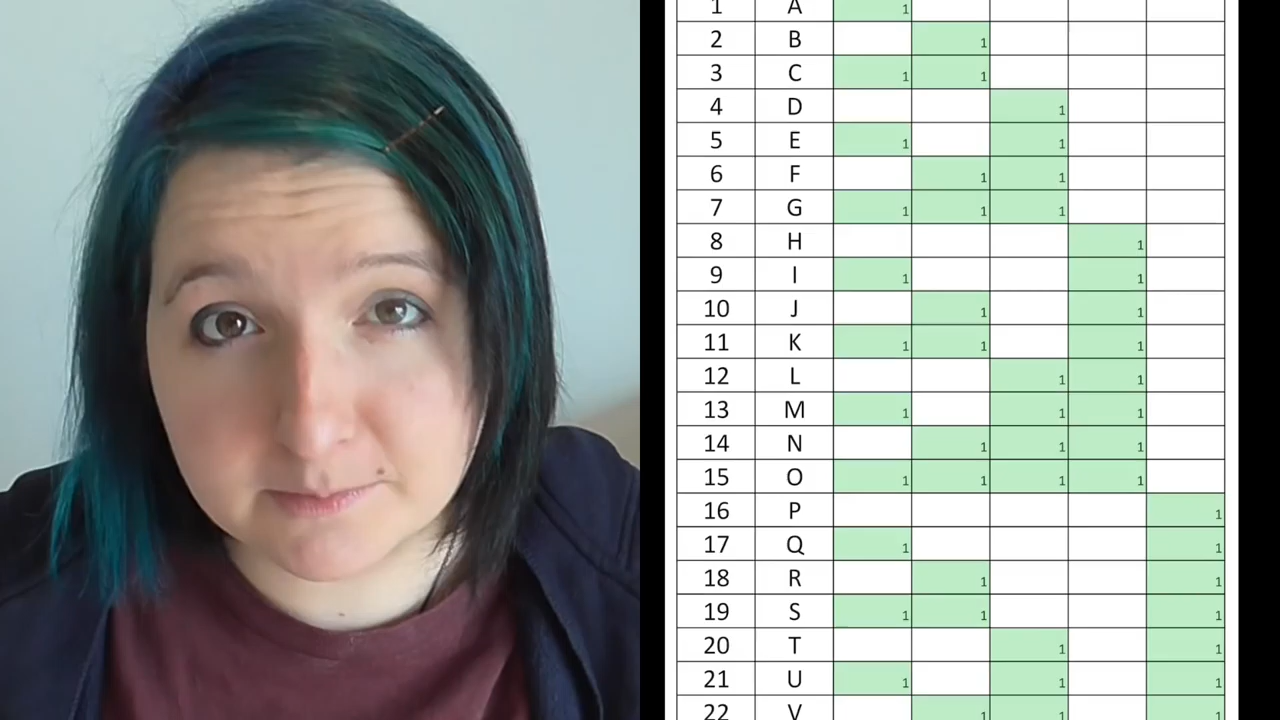 1 A 1
2 B 1
3 C 1 1
4 D 1
5 E 1 1
6 F 1 1
7 G 1 1 1
8 H 1
9 I 1 1
10 J 1 1
11 K 1 1 1
12 L 1 1
13 M 1 1 1
14 N 1 1 1
15 O 1 1 1 1
16 P 1
17 Q 1 1
18 R 1 1
19 S 1 1 1
20 T 1 1
21 U 1 1 1
22 V 1 1 1